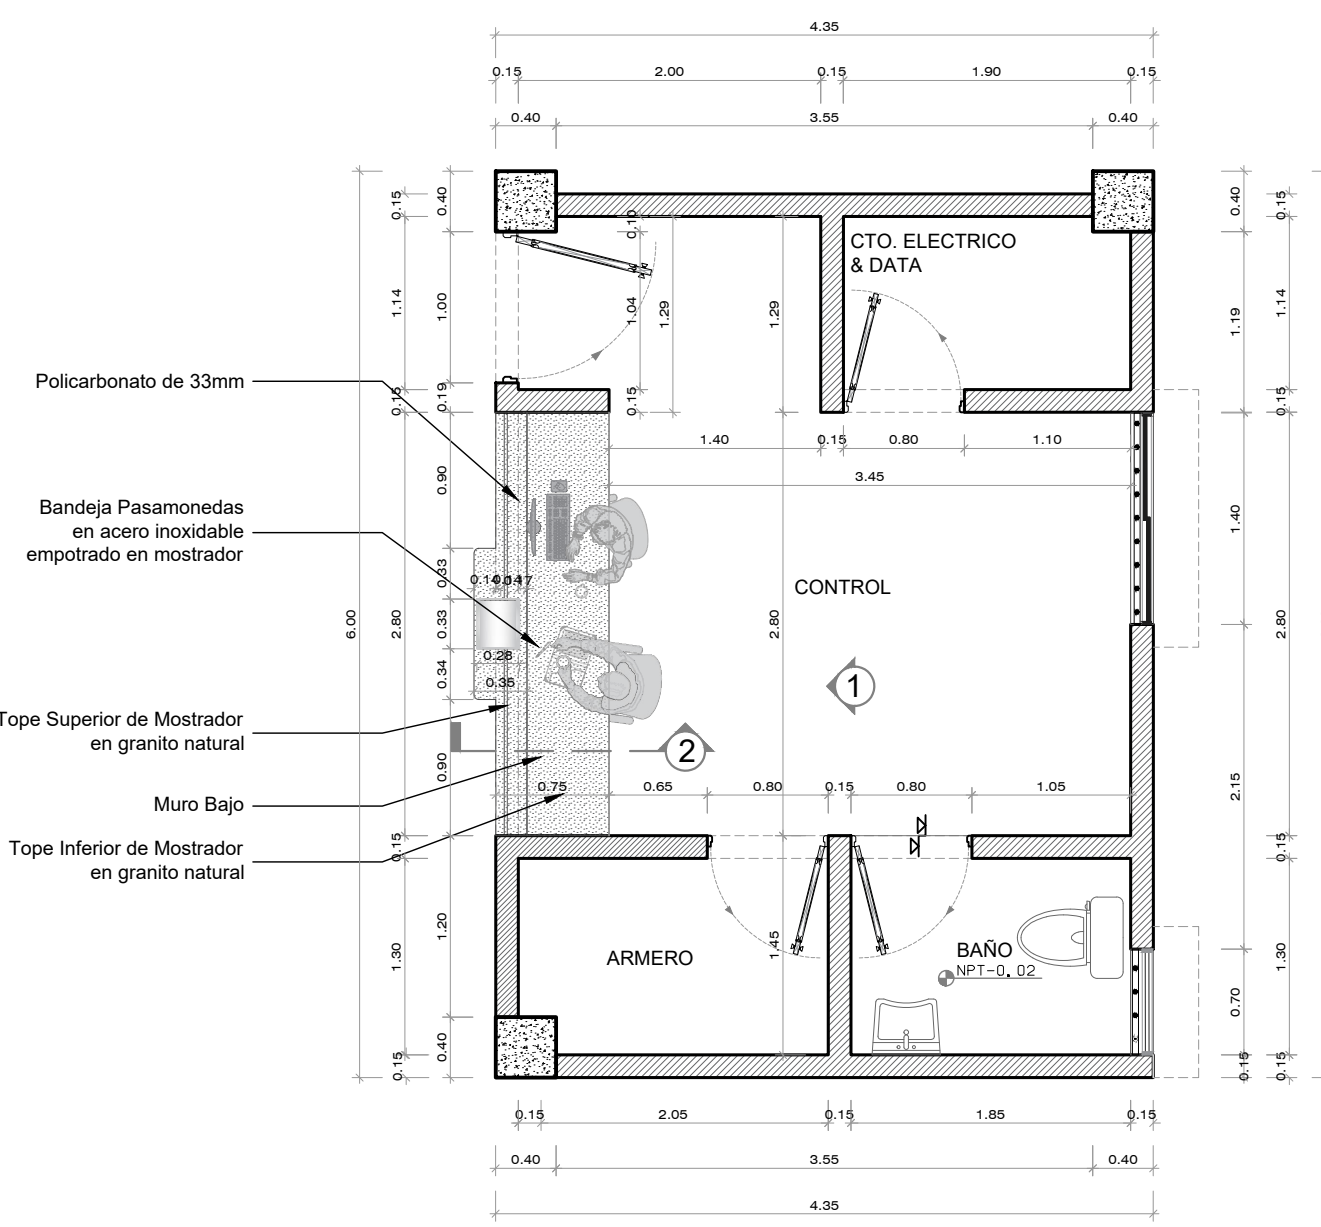 4.35
0.15 2.00 0.15 1.90 0.15
0.40 3.55 0.40
0.15 0.40 0.10 0.40 0.15
CTO. ELECTRICO
& DATA
1.14 1.00 1.04 1.29 1.29 1.19 1.14
Policarbonato de 33mm
0.15 0.19 0.15 0.15
1.40 0.15 0.80 1.10
0.90 3.45
Bandeja Pasamonedas
en acero inoxidable
empotrado en mostrador
1.40
0.33
0.14
CONTROL
6.00 2.80 0.33 2.80 2.80
0.28
0.34 0.35
1
Tope Superior de Mostrador
en granito natural
2
0.90
0.75 0.65 0.80 0.15 0.80 1.05
2.15
Muro Bajo
Tope Inferior de Mostrador
en granito natural
0.15 0.15
1.20
1.30 1.45 1.30
ARMERO
BAÑO
NPT-0.02
0.70
0.40
0.15 0.15 0.15
0.15 2.05 0.15 1.85 0.15
0.40 3.55 0.40
4.35